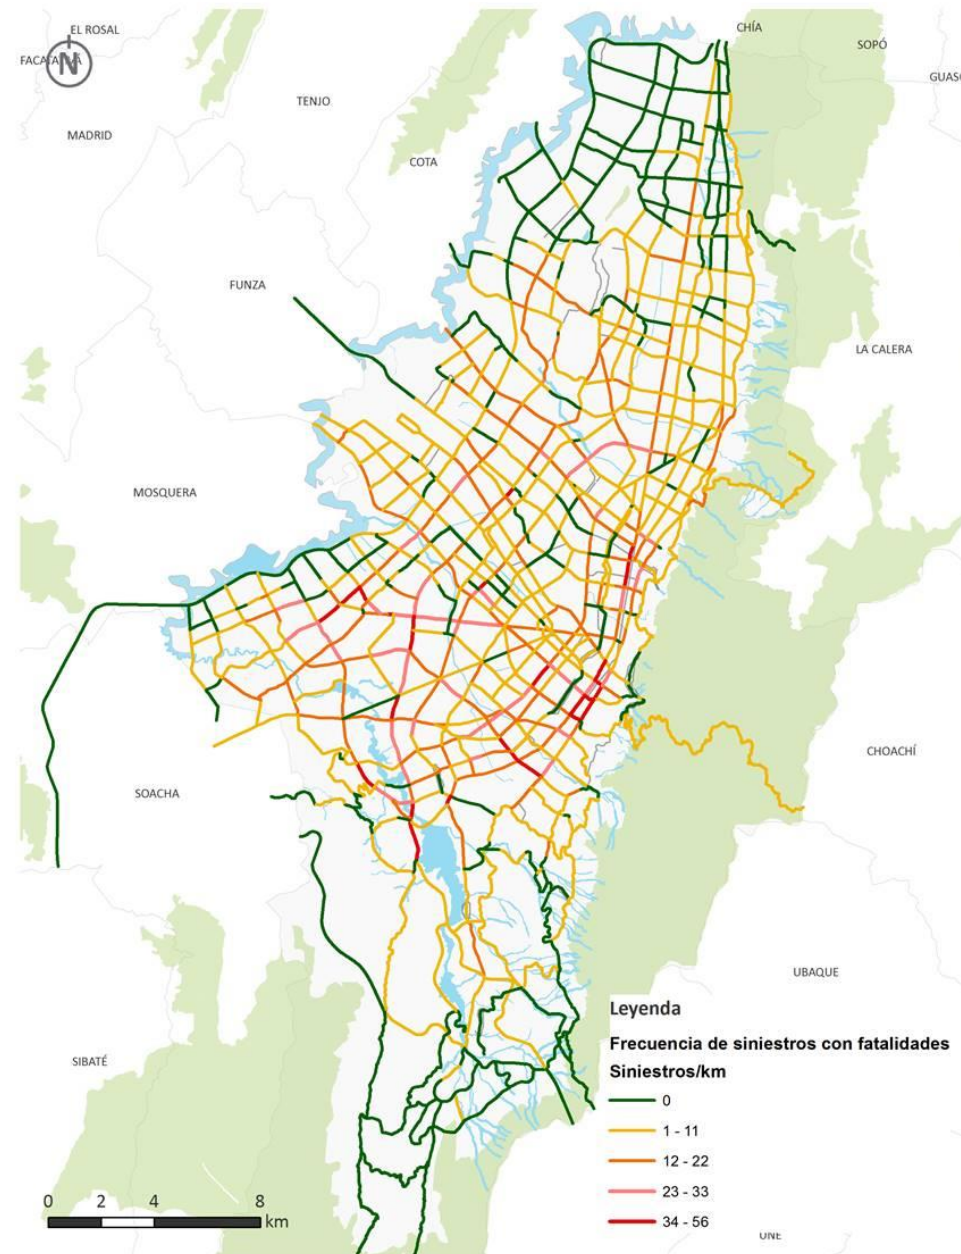 EL ROSAL
CHÍA
SOPÓ
N
TENJO
MADRID
COTA
FUNZA
LA CALERA
MOSQUERA
CHOACHÍ
SOACHA
UBAQUE
SIBATÉ
Leyenda
Frecuencia de siniestros con fatalidades
Siniestros/km
0
1 - 11
12 - 22
23 - 33
34 - 56
0 2 4 8
km